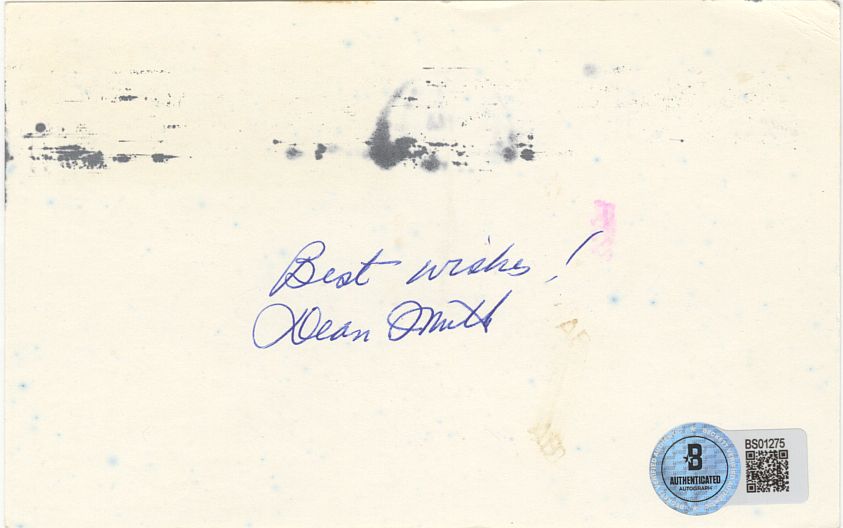 Best wishes!
Dean Smith
BS01275
B
AUTHENTICATED
AUTOGRAPH